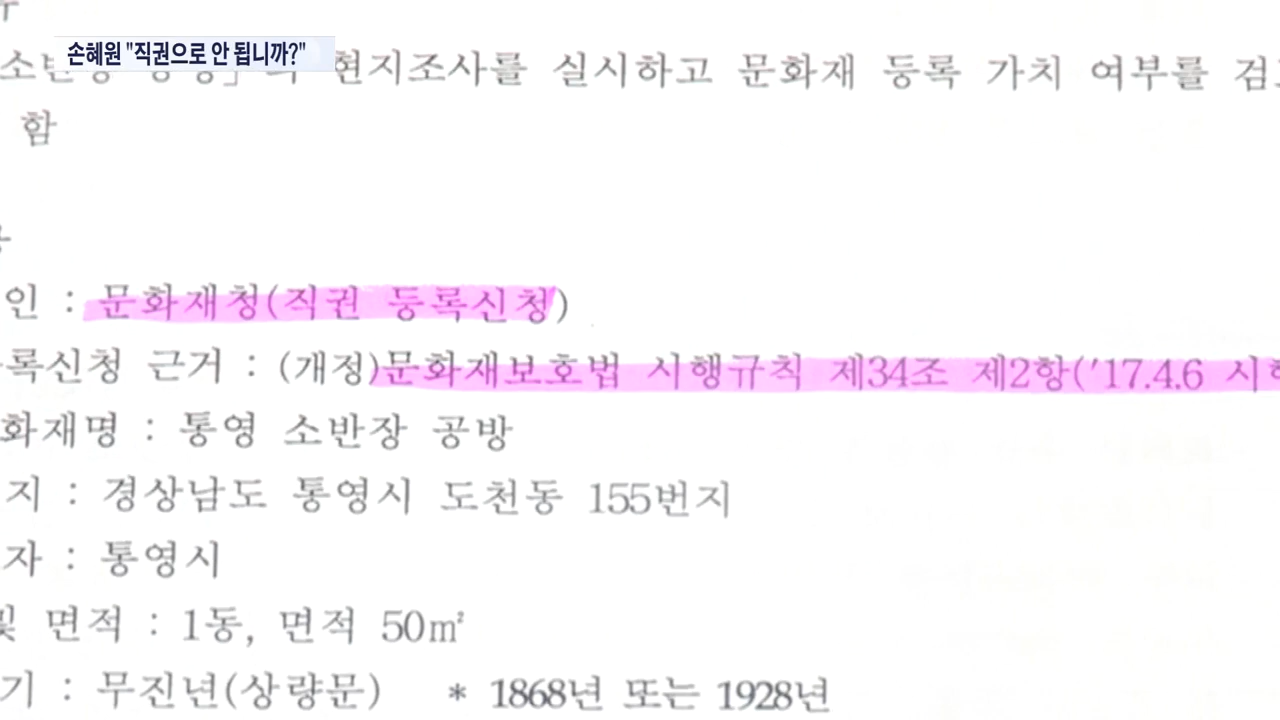 손혜원 "직권으로 안 됩니까?"
현지조사를 실시하고 문화재 등록 가치 여부를
함
인 : 문화재청(직권 등록신청)
록신청 근거 : (개정)문화재보호법 시행규칙 제34조 제2항('17.4.6 시행
화재명 : 통영 소반장 공방
지 : 경상남도 통영시 도천동 155번지
자 : 통영시
및 면적 : 1동, 면적 50㎡
기 : 무진년(상량문) * 1868년 또는 1928년